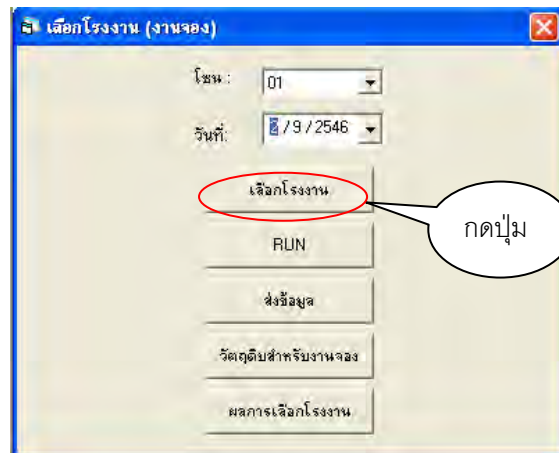 เลือกโรงงาน (งานจอง)
โซน : 01
วันที่: 2 / 9 / 2546
เลือกโรงงาน
กดปุ่ม
RUN
ส่งข้อมูล
วัตถุดิบสำหรับงานจอง
ผลการเลือกโรงงาน